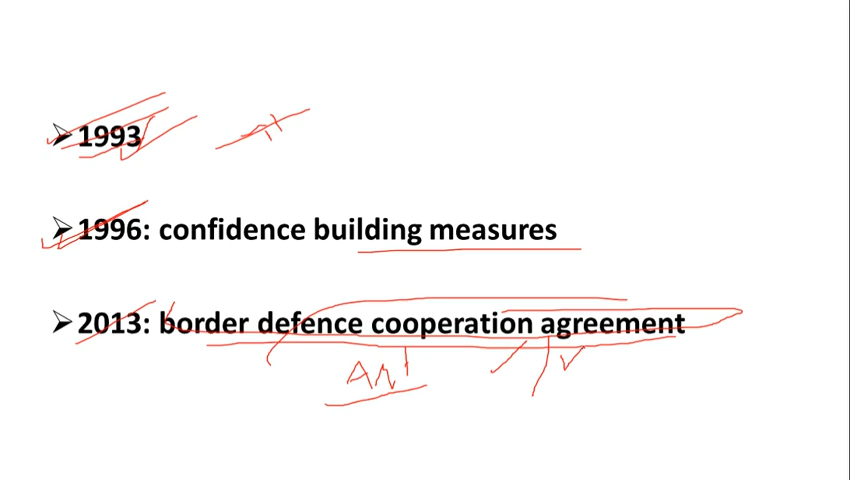 ➢ 1993
➢ 1996: confidence building measures
➢ 2013: border defence cooperation agreement